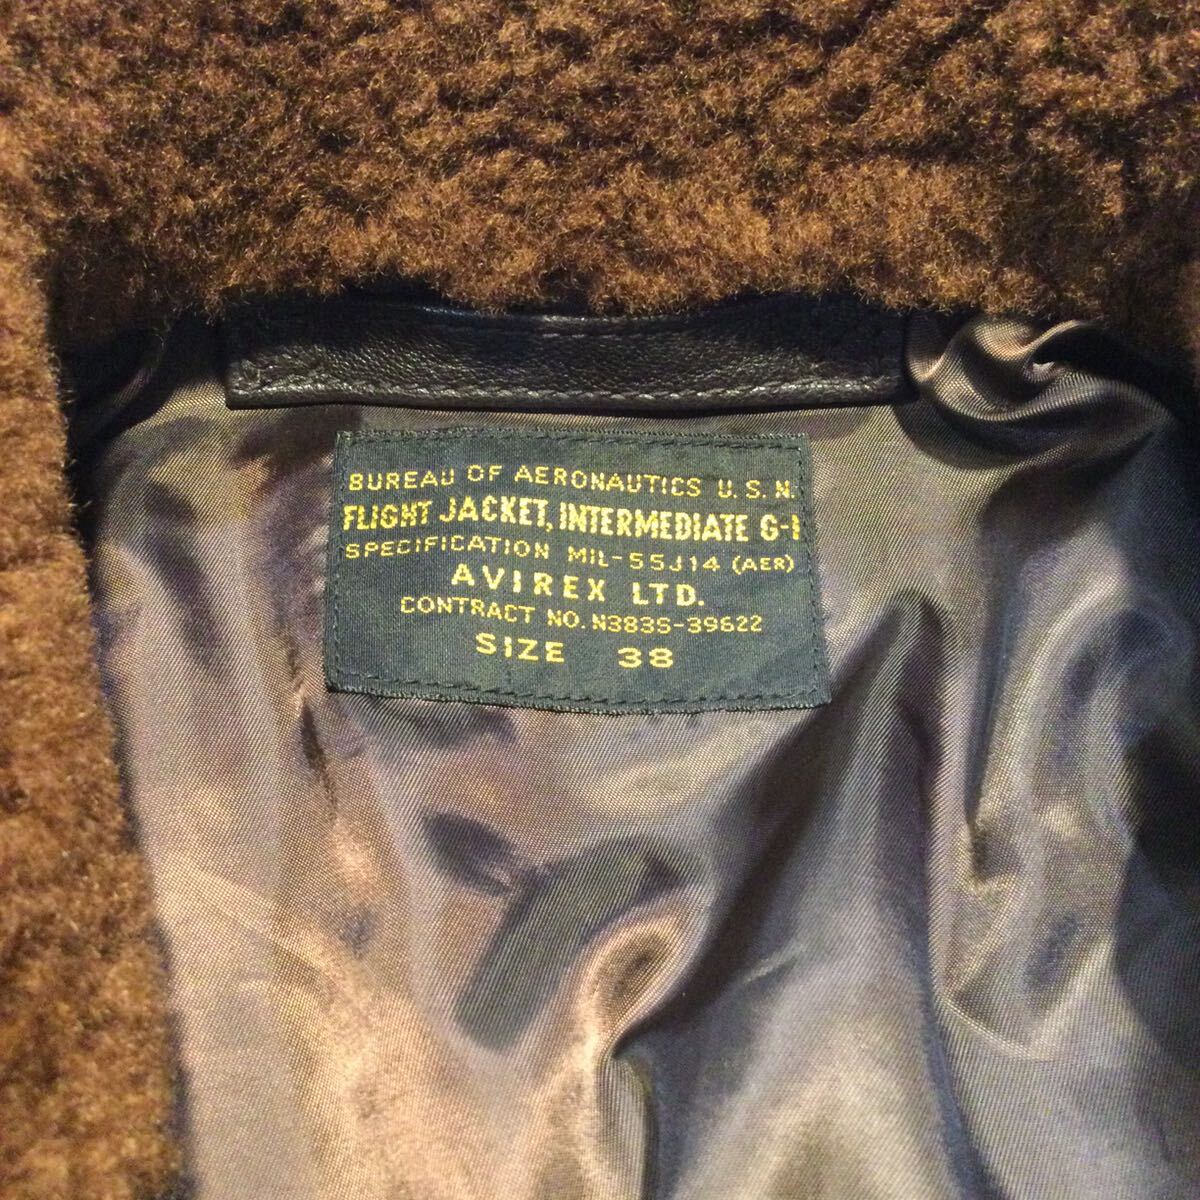 BUREAU OF AERONAUTICS U.S.N.
FLIGHT JACKET, INTERMEDIATE G-1
SPECIFICATION MIL-55J14 (AER)
AVIREX LTD.
CONTRACT NO. N383S-39622
SIZE 38